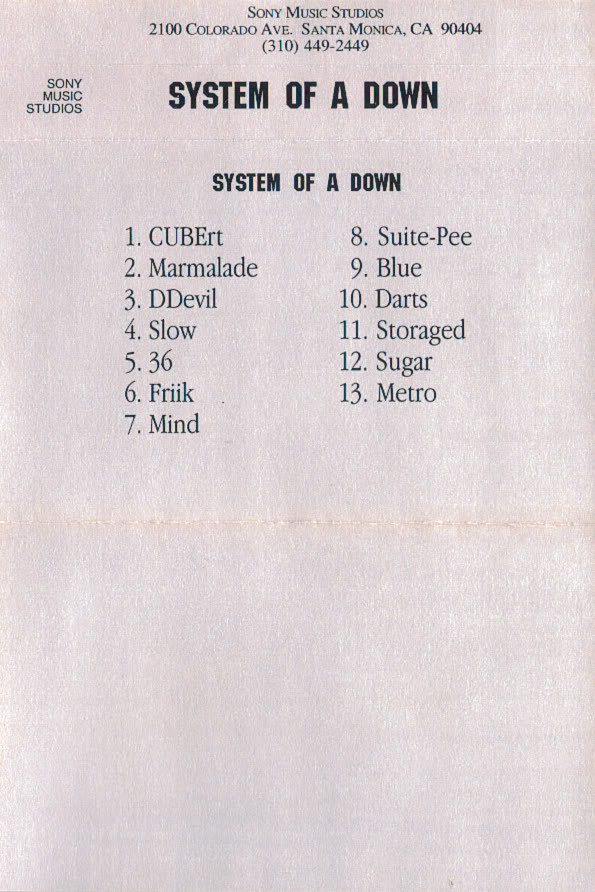 SONY MUSIC STUDIOS
2100 COLORADO AVE. SANTA MONICA, CA 90404
(310) 449-2449
SONY
MUSIC
STUDIOS
SYSTEM OF A DOWN
SYSTEM OF A DOWN
1. CUBErt
2. Marmalade
3. DDevil
4. Slow
5. 36
6. Friik
7. Mind
8. Suite-Pee
9. Blue
10. Darts
11. Storaged
12. Sugar
13. Metro